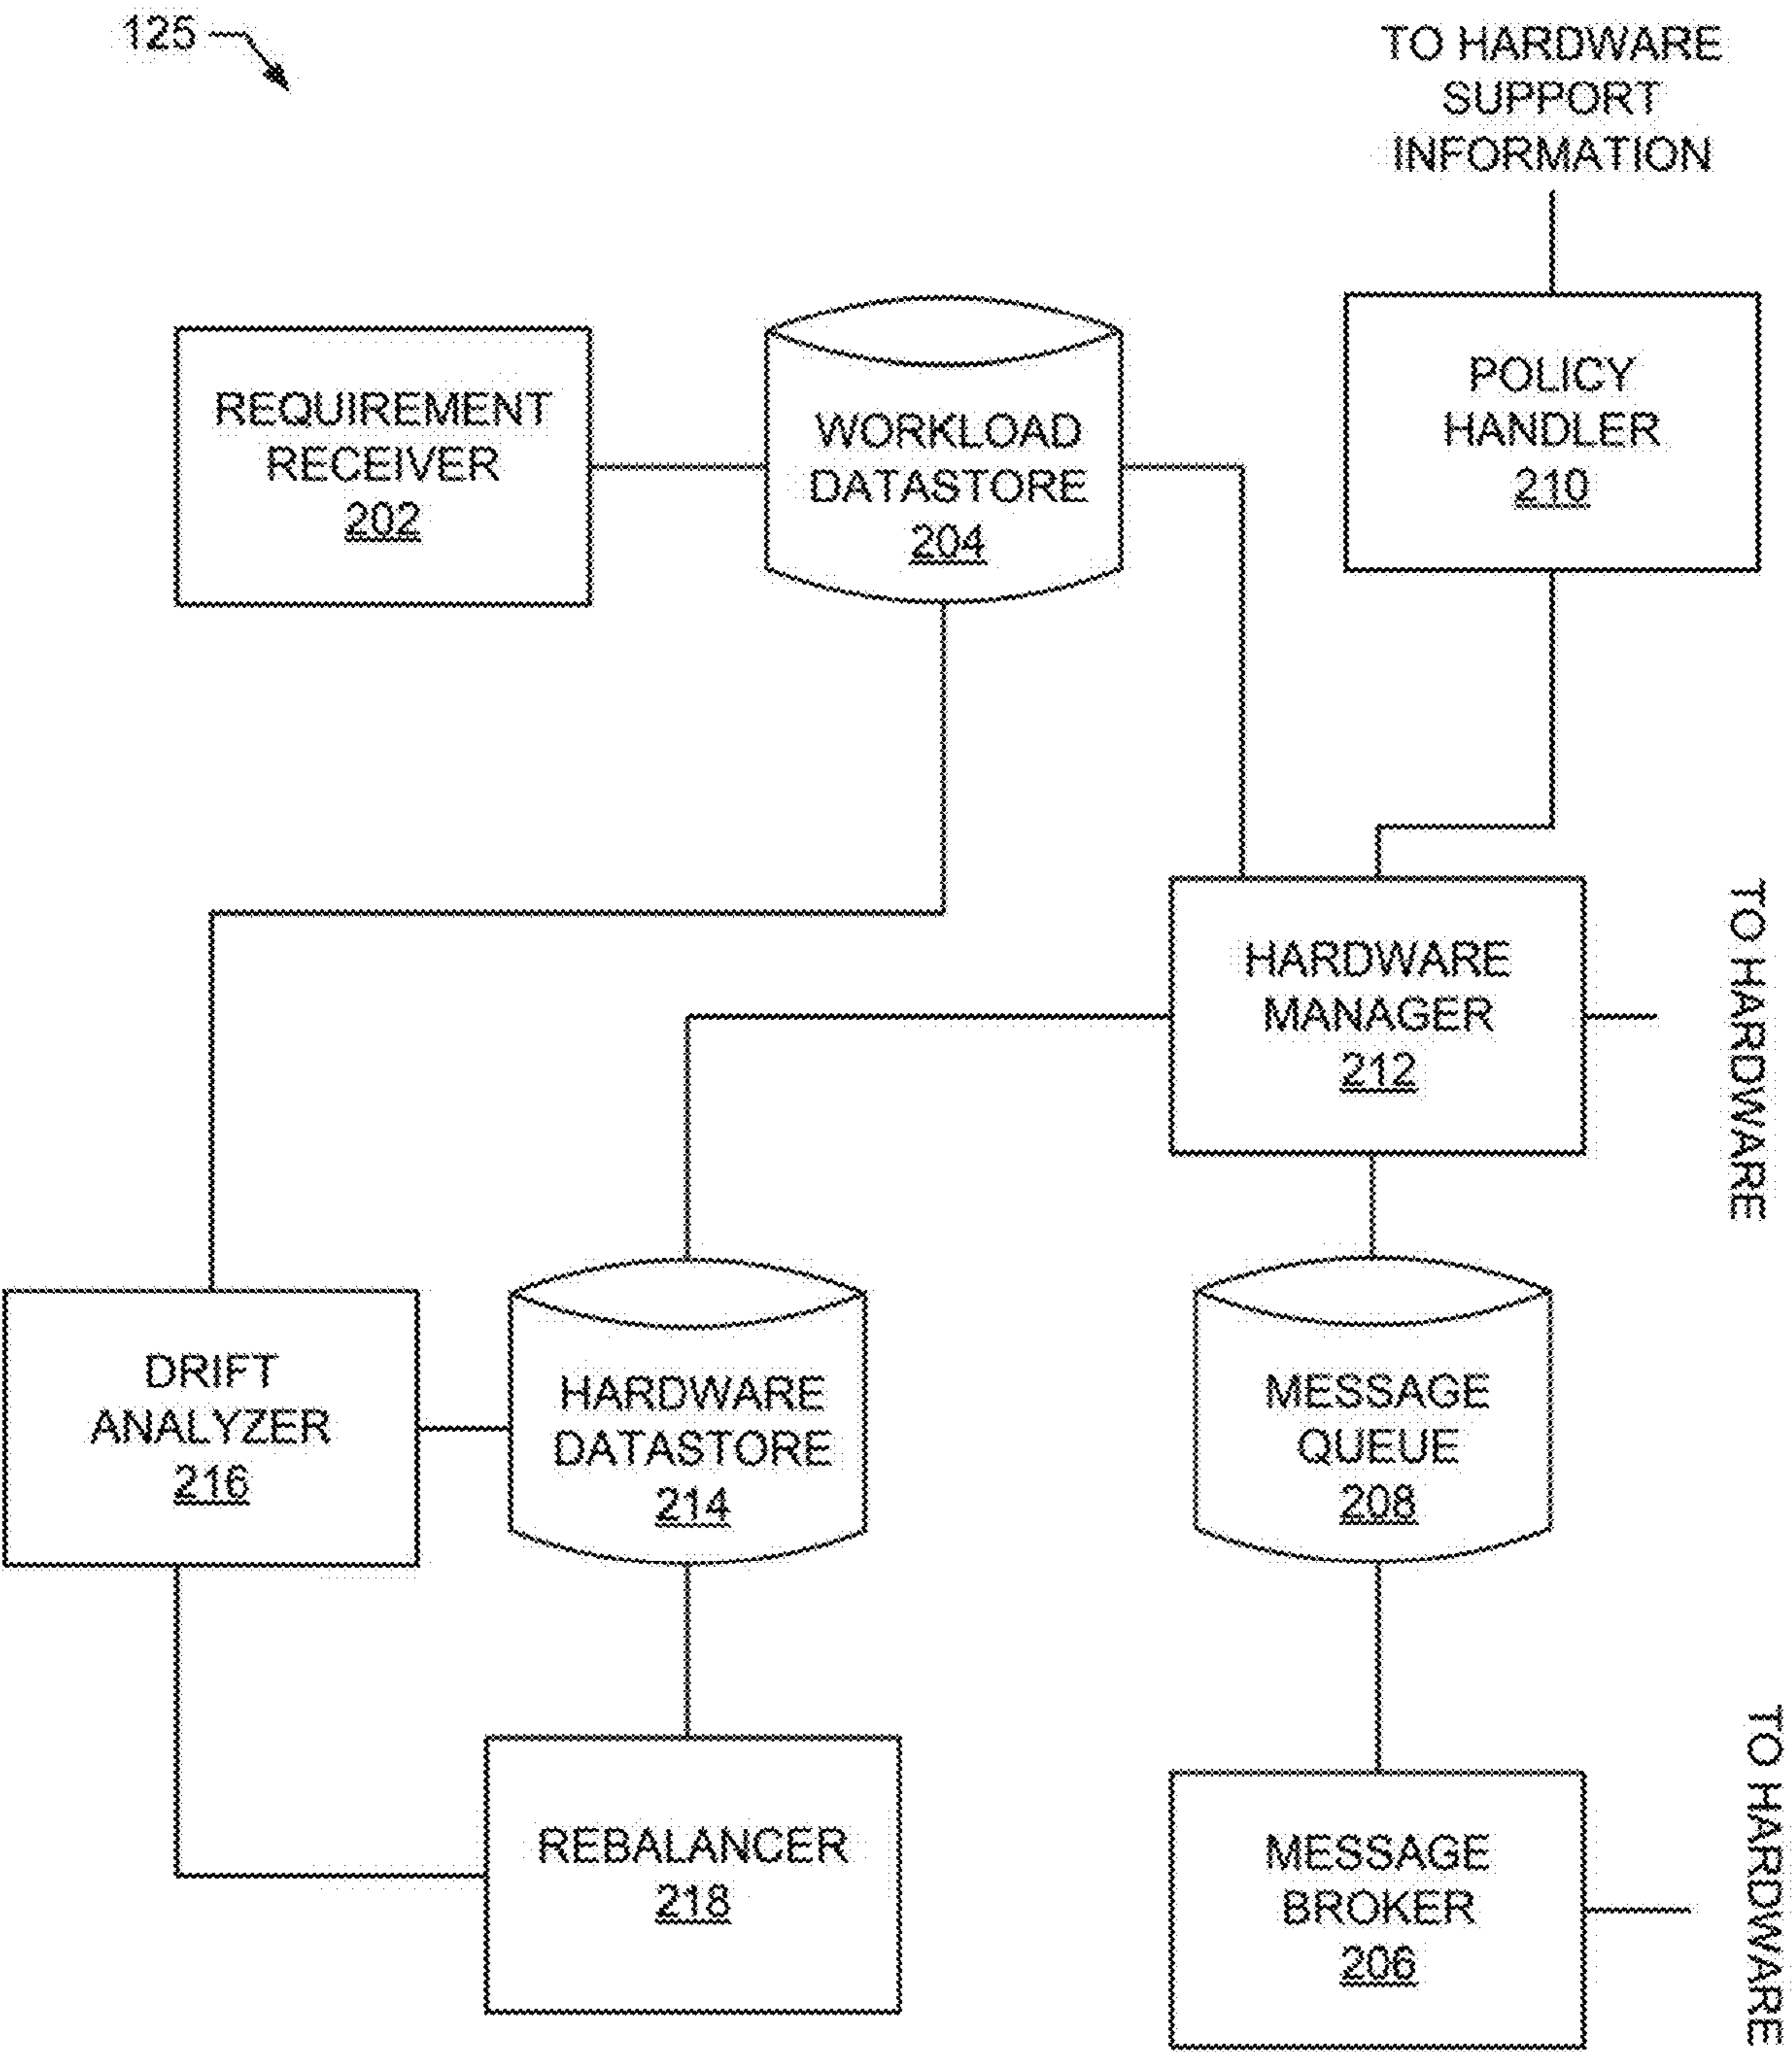 125
TO HARDWARE
SUPPORT
INFORMATION
REQUIREMENT
RECEIVER
202
WORKLOAD
DATASTORE
204
POLICY
HANDLER
210
HARDWARE
MANAGER
212
TO HARDWARE
DRIFT
ANALYZER
216
HARDWARE
DATASTORE
214
MESSAGE
QUEUE
208
REBALANCER
218
MESSAGE
BROKER
206
TO HARDWARE